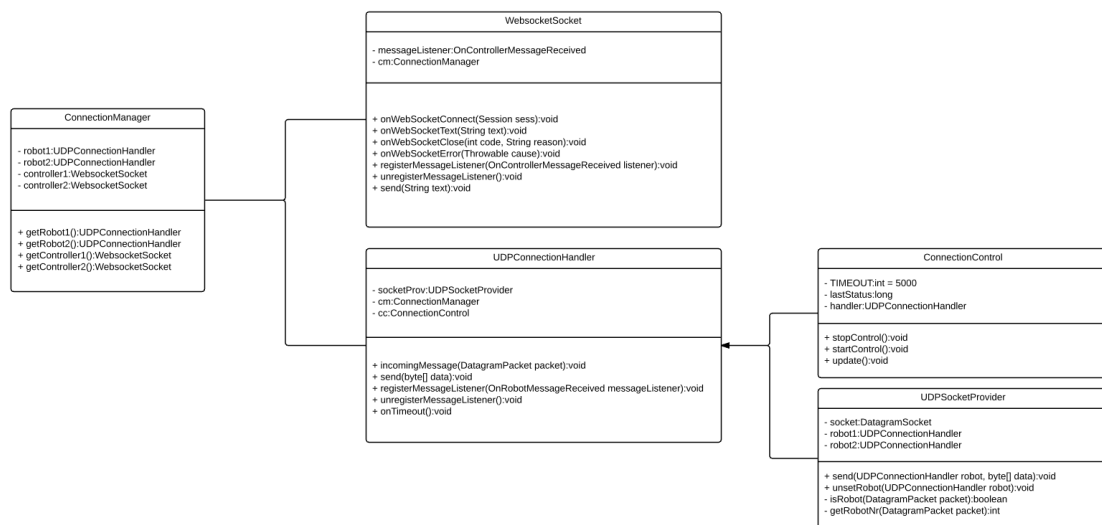 WebsocketSocket
- messageListener:OnControllerMessageReceived
- cm:ConnectionManager
+ onWebSocketConnect(Session sess):void
+ onWebSocketText(String text):void
+ onWebSocketClose(int code, String reason):void
+ onWebSocketError(Throwable cause):void
+ registerMessageListener(OnControllerMessageReceived listener):void
+ unregisterMessageListener():void
+ send(String text):void
ConnectionManager
- robot1:UDPConnectionHandler
- robot2:UDPConnectionHandler
- controller1:WebsocketSocket
- controller2:WebsocketSocket
+ getRobot1():UDPConnectionHandler
+ getRobot2():UDPConnectionHandler
+ getController1():WebsocketSocket
+ getController2():WebsocketSocket
UDPConnectionHandler
- socketProv:UDPSocketProvider
- cm:ConnectionManager
- cc:ConnectionControl
+ incomingMessage(DatagramPacket packet):void
+ send(byte[] data):void
+ registerMessageListener(OnRobotMessageReceived messageListener):void
+ unregisterMessageListener():void
+ onTimeout():void
ConnectionControl
- TIMEOUT:int = 5000
- lastStatus:long
- handler:UDPConnectionHandler
+ stopControl():void
+ startControl():void
+ update():void
UDPSocketProvider
- socket:DatagramSocket
- robot1:UDPConnectionHandler
- robot2:UDPConnectionHandler
+ send(UDPConnectionHandler robot, byte[] data):void
+ unsetRobot(UDPConnectionHandler robot):void
- isRobot(DatagramPacket packet):boolean
- getRobotNr(DatagramPacket packet):int